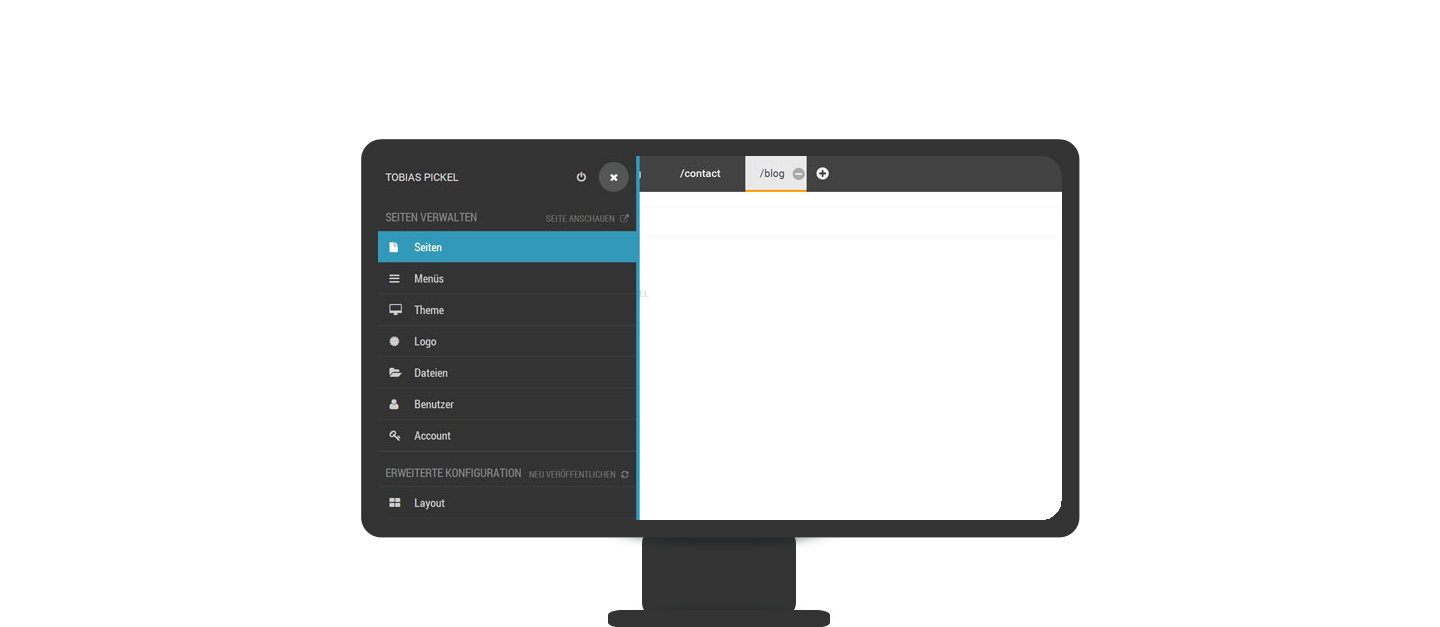 TOBIAS PICKEL
/contact
/blog
SEITEN VERWALTEN SEITE ANSCHAUEN
Seiten
Menüs
Theme
Logo
Dateien
Benutzer
Account
ERWEITERTE KONFIGURATION NEU VERÖFFENTLICHEN
Layout